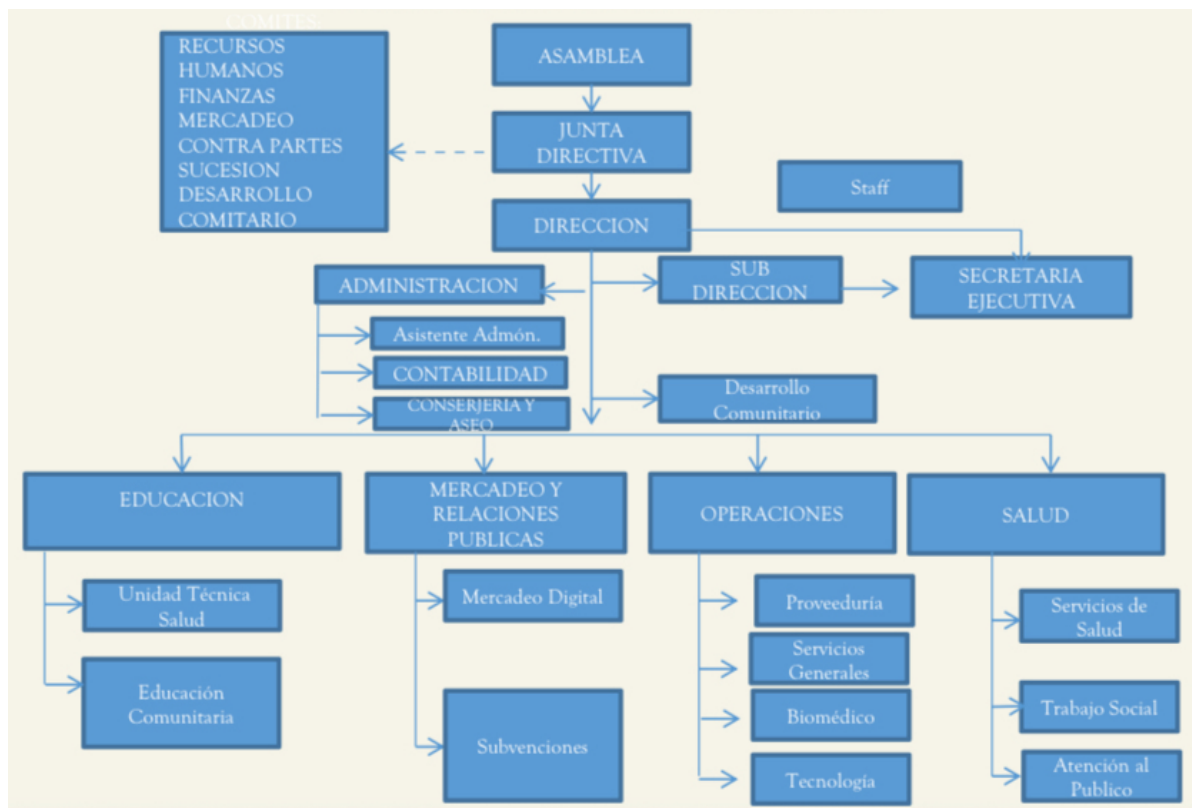 COMITES
RECURSOS
HUMANOS
FINANZAS
MERCADEO
CONTRA PARTES
SUCESION
DESARROLLO
COMITARIO
ASAMBLEA
JUNTA
DIRECTIVA
Staff
DIRECCION
ADMINISTRACION
SUB
DIRECCION
SECRETARIA
EJECUTIVA
Asistente Admón.
CONTABILIDAD
CONSERJERIA Y
ASEO
Desarrollo
Comunitario
EDUCACION
MERCADEO Y
RELACIONES
PUBLICAS
OPERACIONES
SALUD
Unidad Técnica
Salud
Educación
Comunitaria
Mercadeo Digital
Subvenciones
Proveeduría
Servicios
Generales
Biomédico
Tecnología
Servicios de
Salud
Trabajo Social
Atención al
Publico